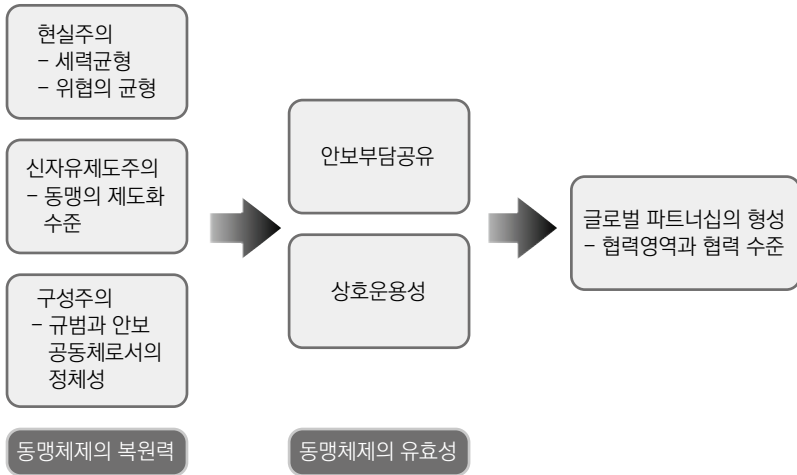 현실주의
- 세력균형
- 위협의 균형
신자유제도주의
- 동맹의 제도화
수준
구성주의
- 규범과 안보
공동체로서의
정체성
동맹체제의 복원력
안보부담공유
상호운용성
동맹체제의 유효성
글로벌 파트너십의 형성
- 협력영역과 협력 수준